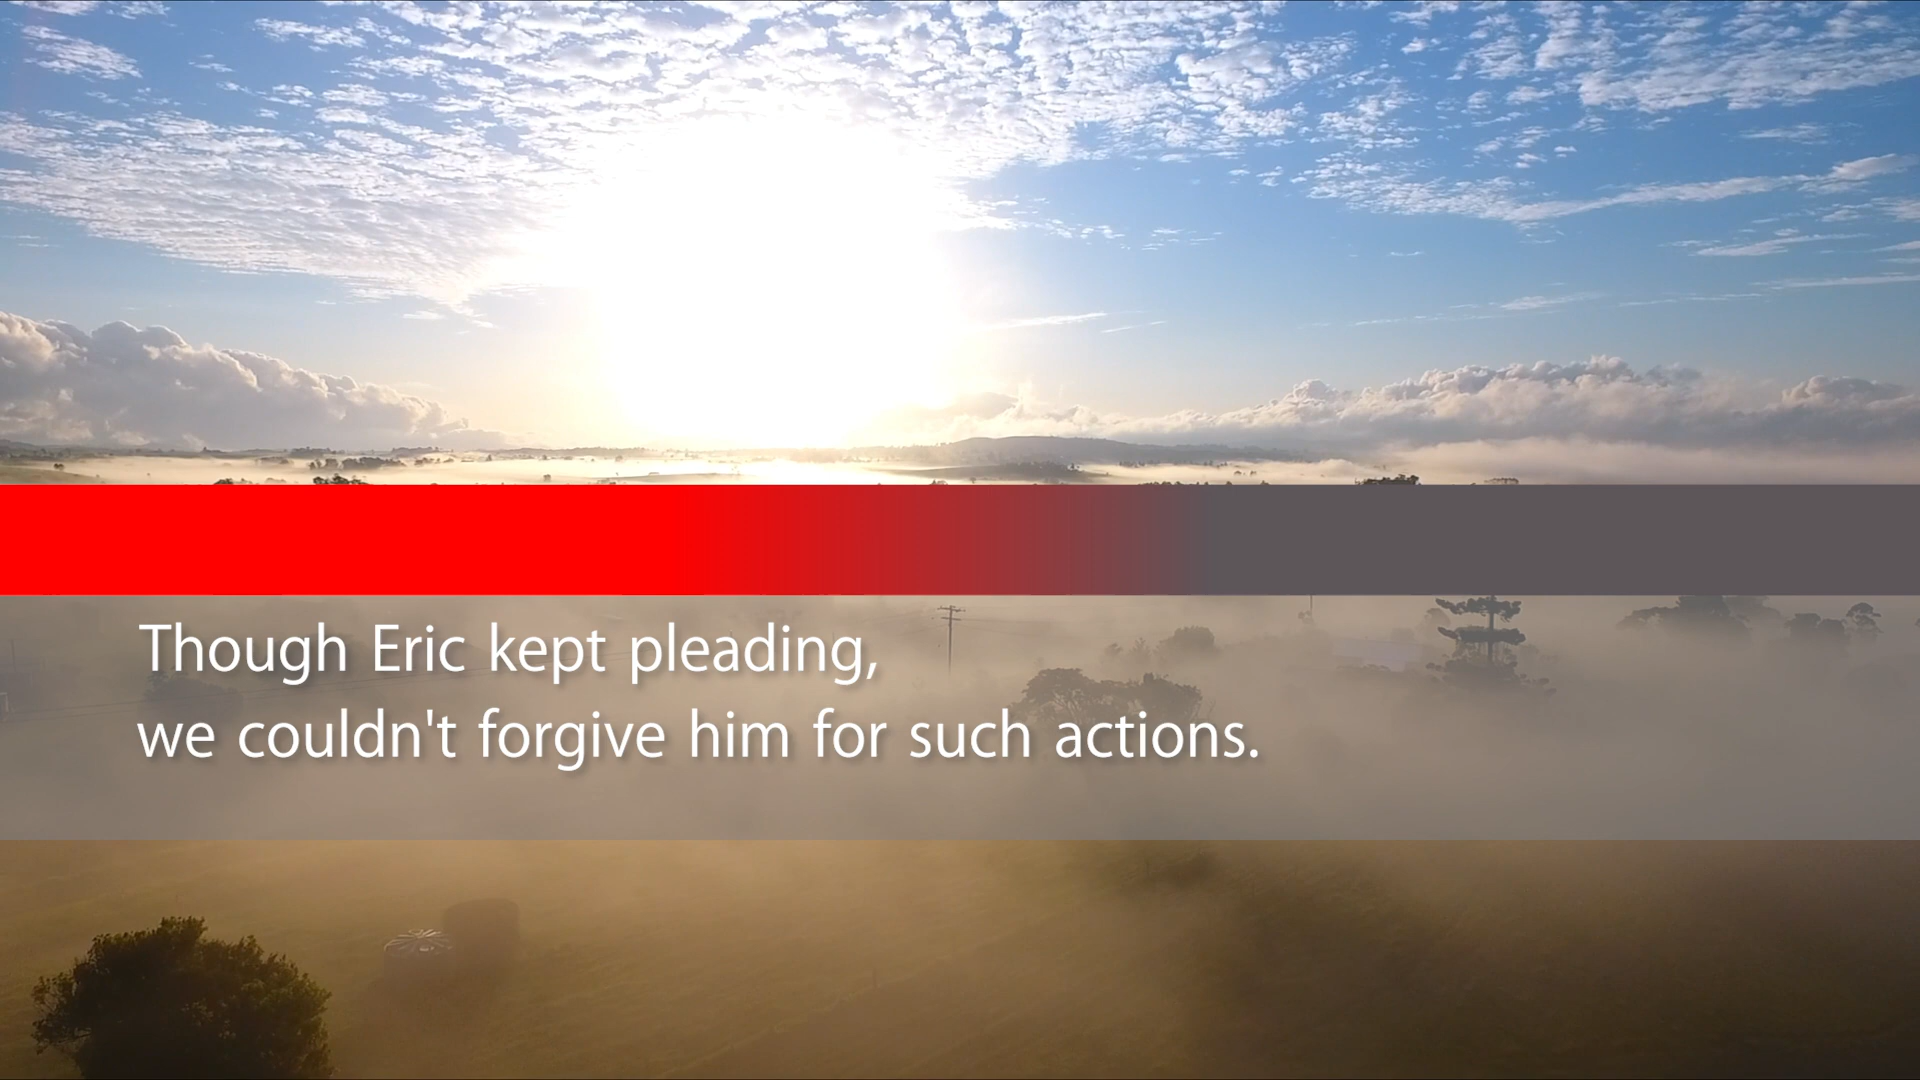 Though Eric kept pleading,
we couldn't forgive him for such actions.